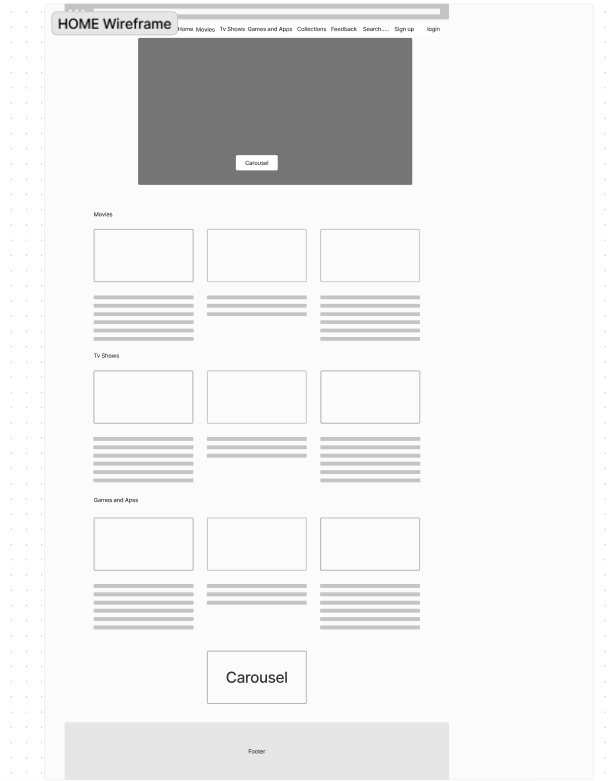 HOME Wireframe
Home Movies Tv Shows Games and Apps Collections Feedback Search..... Sign up login
Carousel
Movies
Tv Shows
Games and Apss
Carousel
Footer